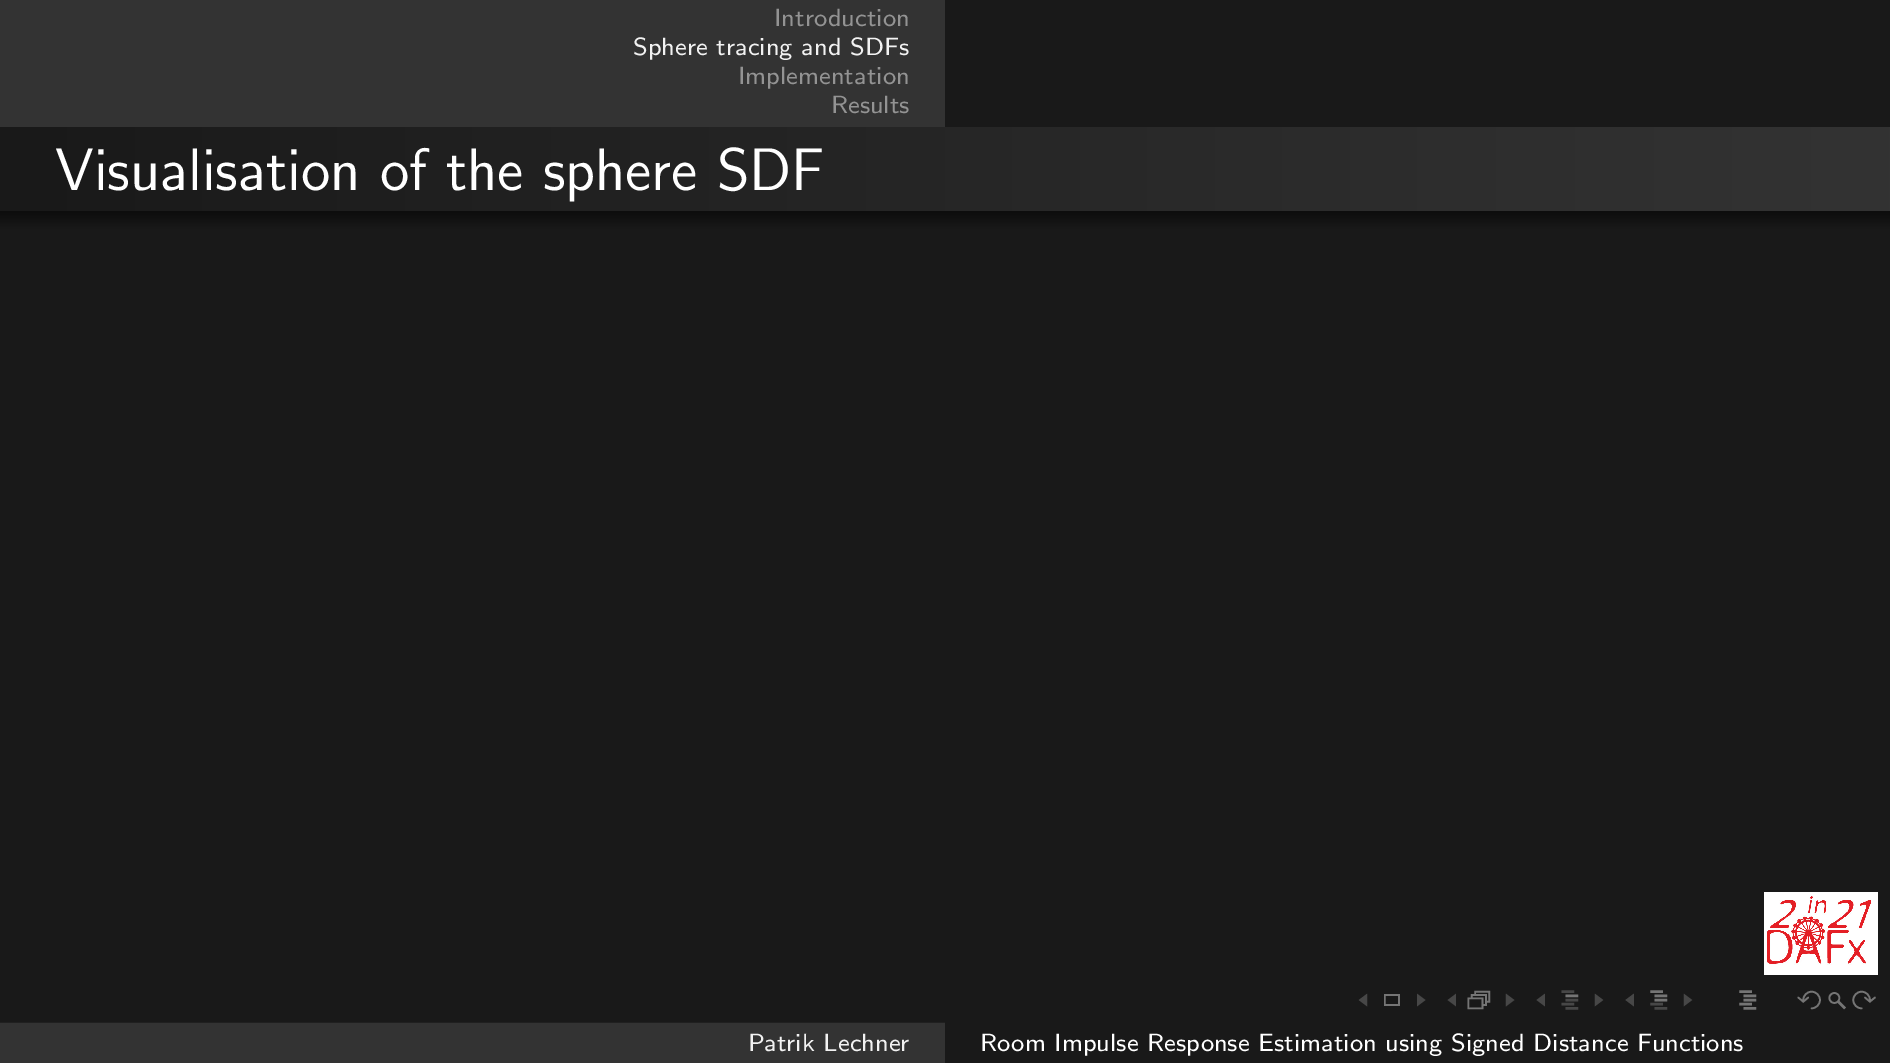 Introduction
Sphere tracing and SDFs
Implementation
Results
Visualisation of the sphere SDF
2 in 21
DAFx
Patrik Lechner
Room Impulse Response Estimation using Signed Distance Functions